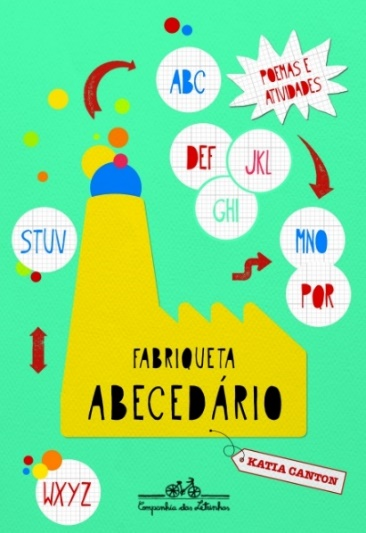 ABC
POEMAS E
ATIVIDADES
DEF
JKL
GHI
STUV
MNO
PQR
FABRIQUETA
ABECEDÁRIO
KATIA CANTON
WXYZ
Companhia das Letrinhas